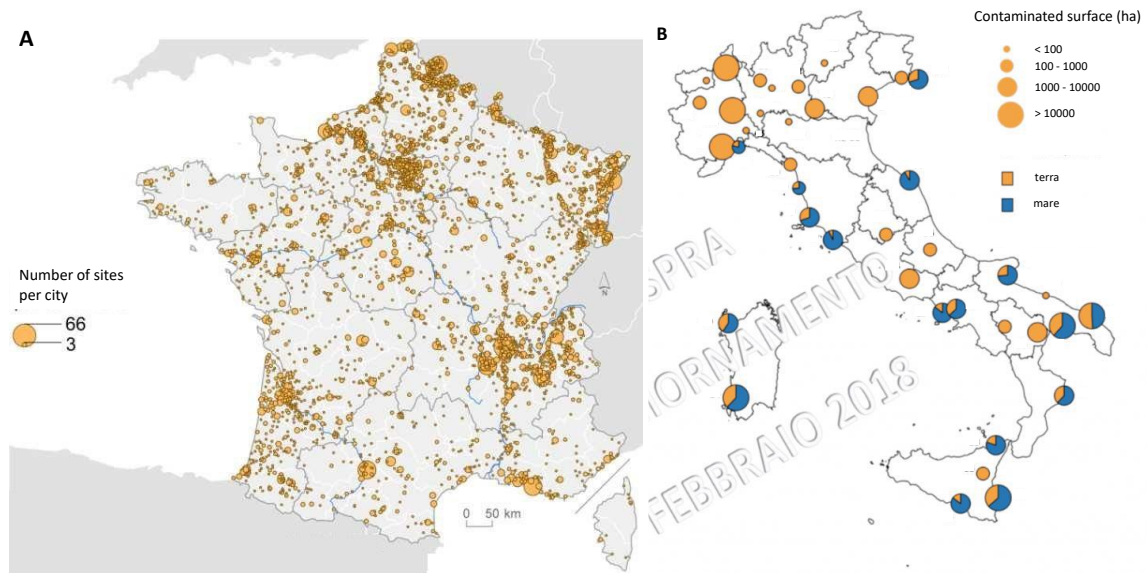 A
Number of sites
per city
66
3
N
0 50 km
B
Contaminated surface (ha)
< 100
100 - 1000
1000 - 10000
> 10000
terra
mare
SPRA
IORNAMENTO
FEBBRAIO 2018